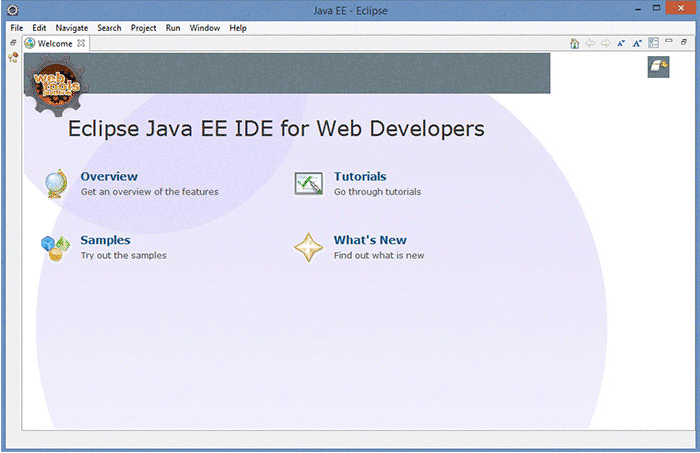 Java EE - Eclipse
File Edit Navigate Search Project Run Window Help
Welcome
web
tools
Eclipse Java EE IDE for Web Developers
Overview
Get an overview of the features
Tutorials
Go through tutorials
Samples
Try out the samples
What's New
Find out what is new